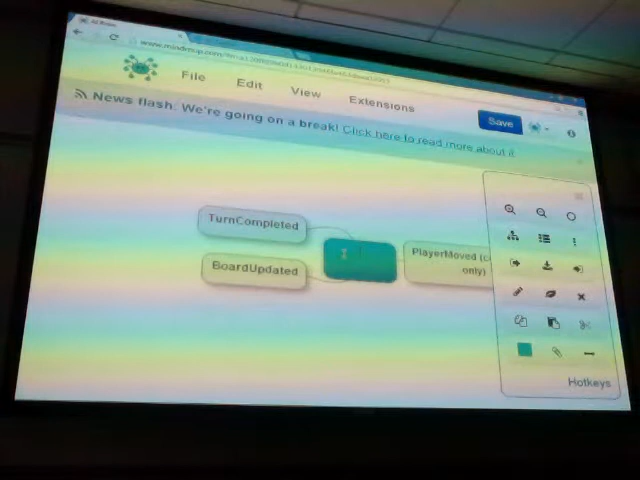 File Edit View Extensions
News flash: We're going on a break! Click here to read more about it
Save
TurnCompleted
BoardUpdated
PlayerMoved (c
only)
Hotkeys